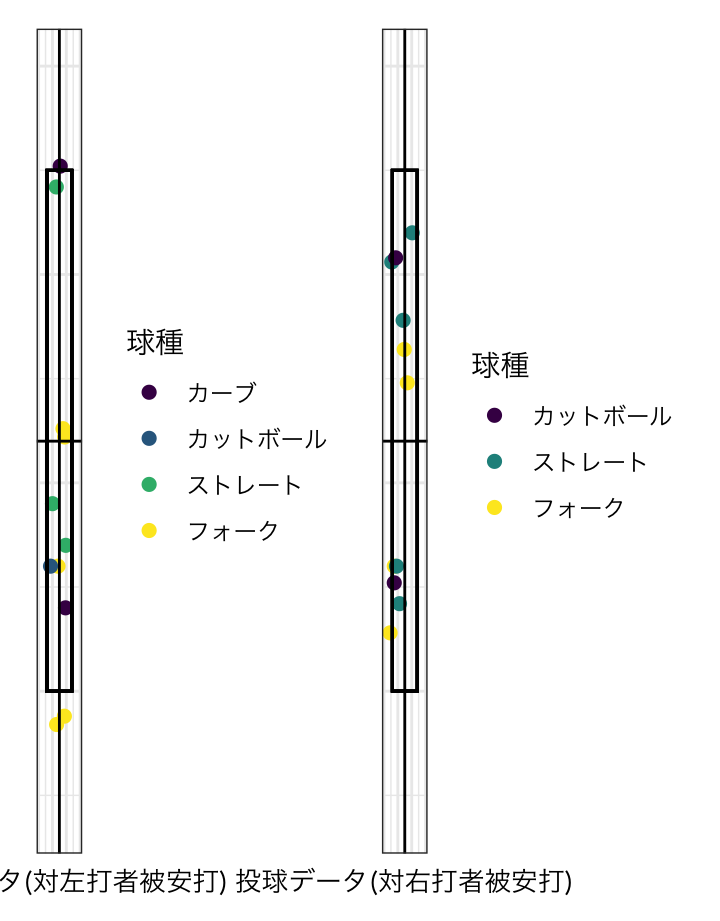 球種
カーブ
カットボール
ストレート
フォーク
球種
カットボール
ストレート
フォーク
タ(対左打者被安打) 投球データ(対右打者被安打)